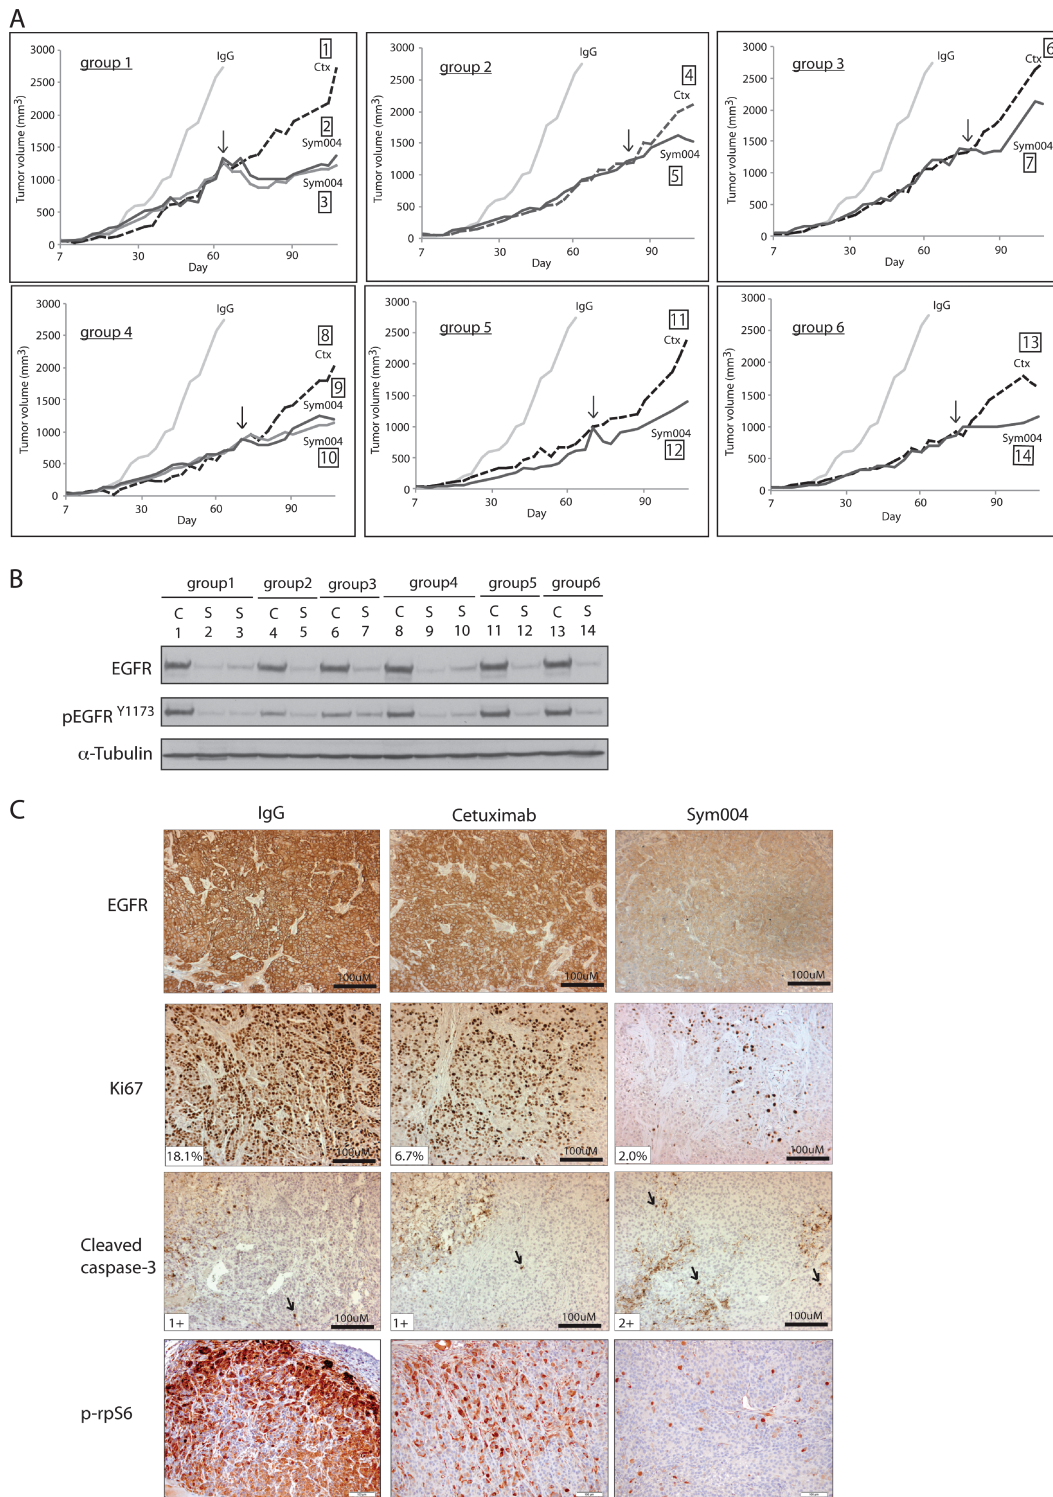 A
group 1
IgG
1
Ctx
2
Sym004
Sym004
3
Tumor volume (mm3)
3000
2500
2000
1500
1000
500
0
7
30
60
90
Day
group 2
IgG
4
Ctx
Sym004
5
Tumor volume (mm3)
3000
2500
2000
1500
1000
500
0
7
30
60
90
Day
group 3
IgG
6
Ctx
Sym004
7
Tumor volume (mm3)
3000
2500
2000
1500
1000
500
0
7
30
60
90
Day
group 4
IgG
8
Ctx
9
Sym004
Sym004
10
Tumor volume (mm3)
3000
2500
2000
1500
1000
500
0
7
30
60
90
Day
group 5
IgG
11
Ctx
Sym004
12
Tumor volume (mm3)
3000
2500
2000
1500
1000
500
0
7
30
60
90
Day
group 6
IgG
13
Ctx
Sym004
14
Tumor volume (mm3)
3000
2500
2000
1500
1000
500
0
7
30
60
90
Day
B
group1 group2 group3 group4 group5 group6
C S S C S C S C S S C S C S
1 2 3 4 5 6 7 8 9 10 11 12 13 14
EGFR
pEGFR Y1173
α-Tubulin
C
IgG Cetuximab Sym004
EGFR
100uM 100uM 100uM
Ki67
18.1% 100uM 6.7% 100uM 2.0% 100uM
Cleaved
caspase-3
1+ 100uM 1+ 100uM 2+ 100uM
p-rpS6